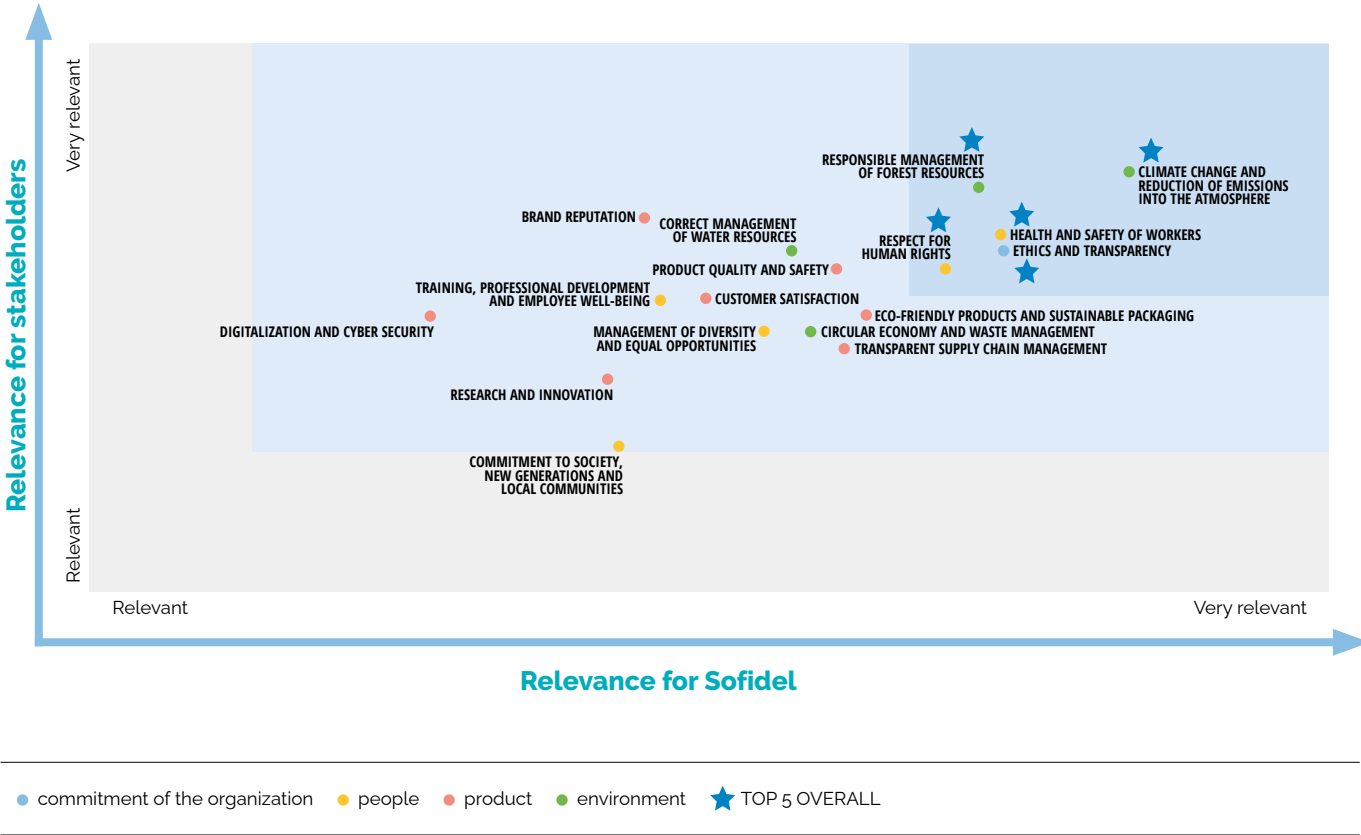 Relevance for stakeholders
Very relevant
Relevant
RESPONSIBLE MANAGEMENT
OF FOREST RESOURCES
CLIMATE CHANGE AND
REDUCTION OF EMISSIONS
INTO THE ATMOSPHERE
BRAND REPUTATION
CORRECT MANAGEMENT
OF WATER RESOURCES
RESPECT FOR
HUMAN RIGHTS
HEALTH AND SAFETY OF WORKERS
ETHICS AND TRANSPARENCY
PRODUCT QUALITY AND SAFETY
TRAINING, PROFESSIONAL DEVELOPMENT
AND EMPLOYEE WELL-BEING
CUSTOMER SATISFACTION
DIGITALIZATION AND CYBER SECURITY
ECO-FRIENDLY PRODUCTS AND SUSTAINABLE PACKAGING
MANAGEMENT OF DIVERSITY
AND EQUAL OPPORTUNITIES
CIRCULAR ECONOMY AND WASTE MANAGEMENT
TRANSPARENT SUPPLY CHAIN MANAGEMENT
RESEARCH AND INNOVATION
COMMITMENT TO SOCIETY,
NEW GENERATIONS AND
LOCAL COMMUNITIES
Relevant
Very relevant
Relevance for Sofidel
commitment of the organization
people
product
environment
TOP 5 OVERALL